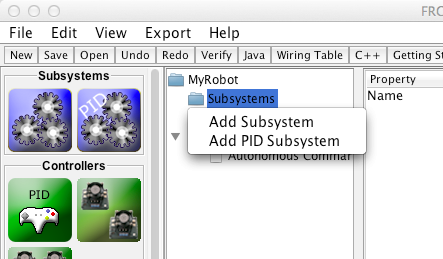 FRC
File Edit View Export Help
New Save Open Undo Redo Verify Java Wiring Table C++ Getting St
Subsystems
PID
Controllers
PID
MyRobot
Subsystems
Add Subsystem
Add PID Subsystem
Autonomous Commar
Property
Name